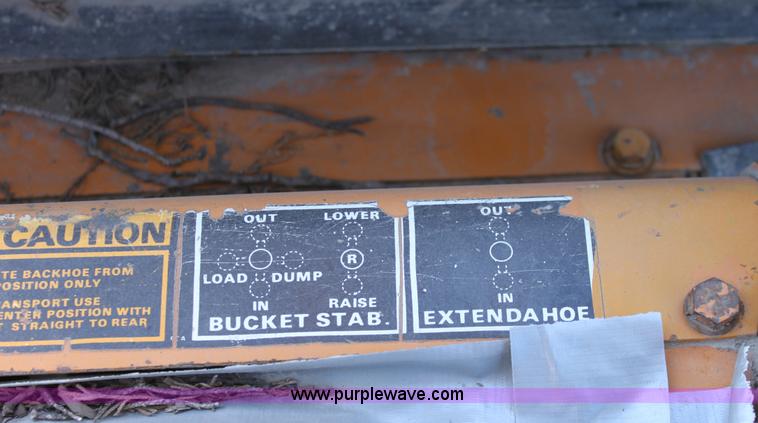 CAUTION
TE BACKHOE FROM
POSITION ONLY
ANSPORT USE
ENTER POSITION WITH
T STRAIGHT TO REAR
OUT LOWER
R
LOAD DUMP
IN RAISE
BUCKET STAB.
OUT
IN
EXTENDAHOE
www.purplewave.com